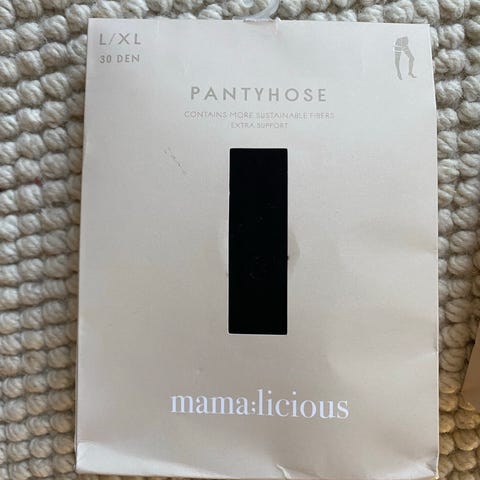 L/XL
30 DEN
PANTYHOSE
CONTAINS MORE SUSTAINABLE FIBERS
EXTRA SUPPORT
mama;licious